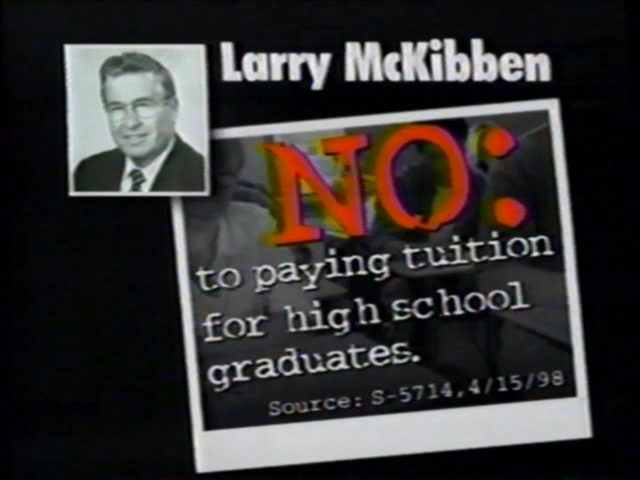 Larry McKibben
NO:
to paying tuition
for high school
graduates.
Source: S-5714,4/15/98